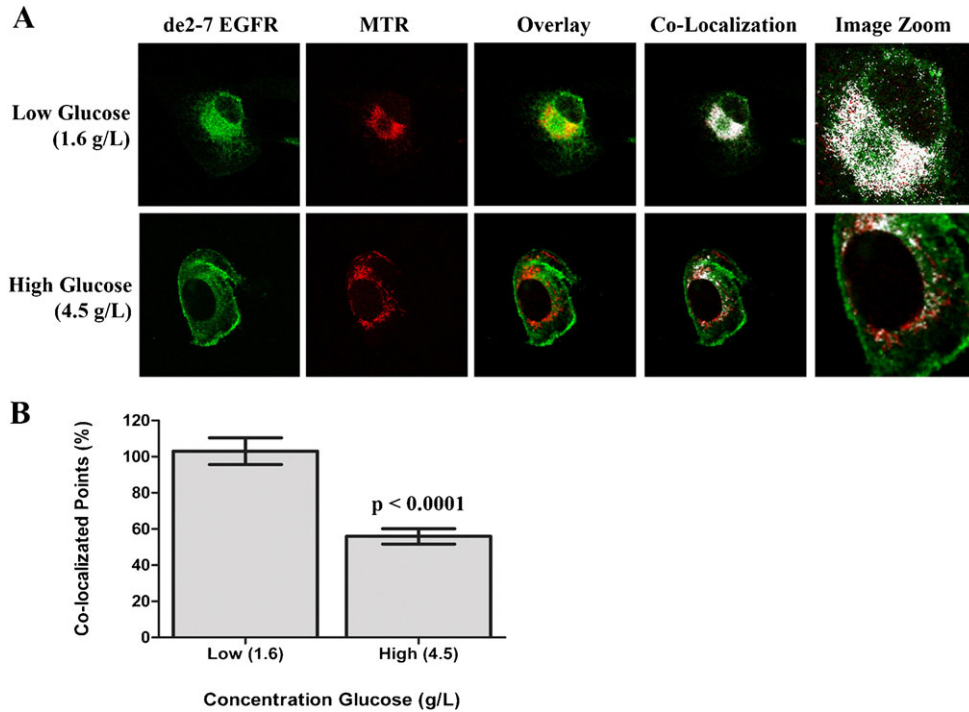 A
de2-7 EGFR MTR Overlay Co-Localization Image Zoom
Low Glucose
(1.6 g/L)
High Glucose
(4.5 g/L)
B
Co-localizated Points (%)
120
100
80
60
40
20
0
p < 0.0001
Low (1.6) High (4.5)
Concentration Glucose (g/L)